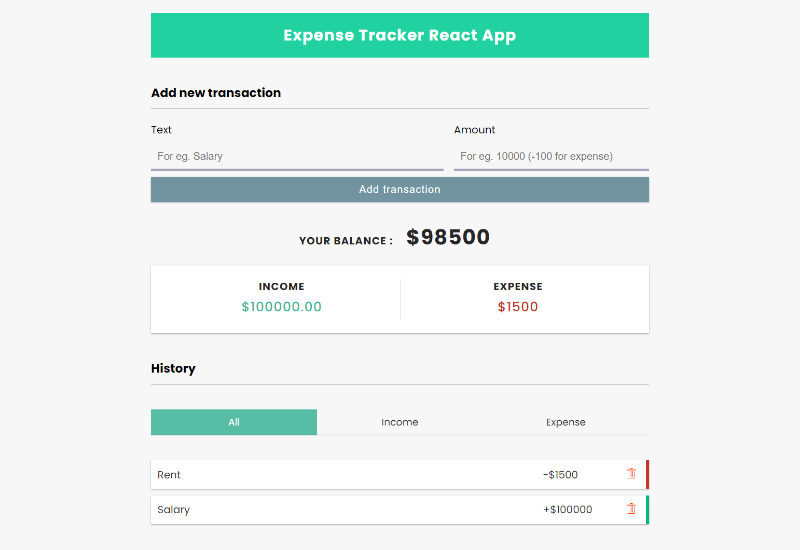 Expense Tracker React App
Add new transaction
Text Amount
For eg. Salary For eg. 10000 (-100 for expense)
Add transaction
YOUR BALANCE : $98500
INCOME EXPENSE
$100000.00 $1500
History
All Income Expense
Rent -$1500
Salary +$100000